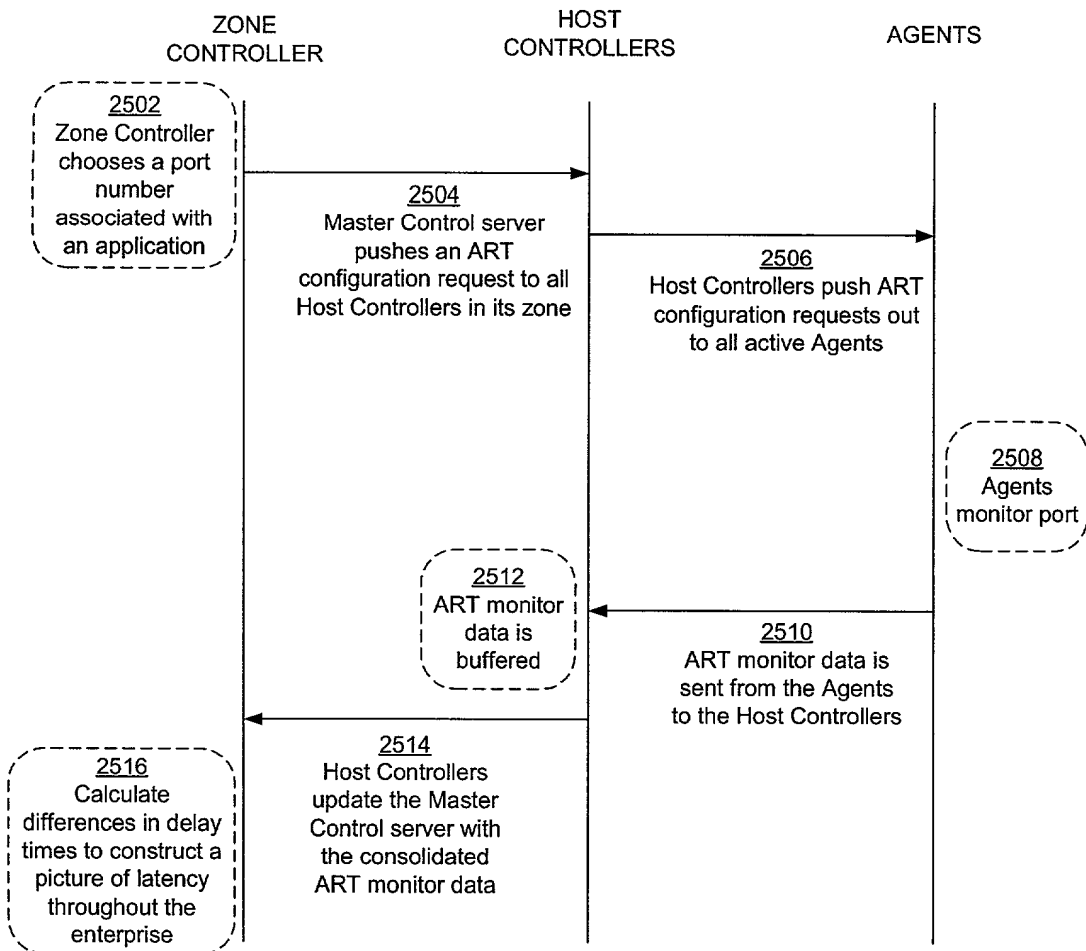 ZONE
CONTROLLER
HOST
CONTROLLERS
AGENTS
2502
Zone Controller
chooses a port
number
associated with
an application
2504
Master Control server
pushes an ART
configuration request to all
Host Controllers in its zone
2506
Host Controllers push ART
configuration requests out
to all active Agents
2508
Agents
monitor port
2510
ART monitor data is
sent from the Agents
to the Host Controllers
2512
ART monitor
data is
buffered
2514
Host Controllers
update the Master
Control server with
the consolidated
ART monitor data
2516
Calculate
differences in delay
times to construct a
picture of latency
throughout the
enterprise